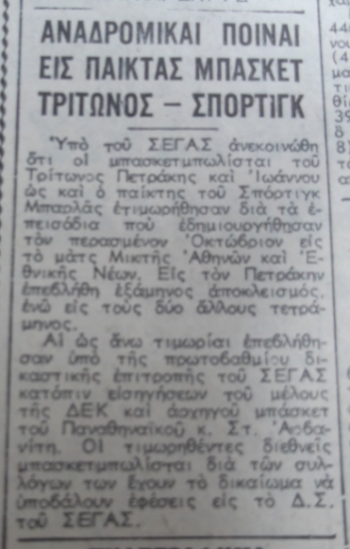 ΑΝΑΔΡΟΜΙΚΑΙ ΠΟΙΝΑΙ
ΕΙΣ ΠΑΙΚΤΑΣ ΜΠΑΣΚΕΤ
ΤΡΙΤΩΝΟΣ – ΣΠΟΡΤΙΓΚ
Ὑπὸ τοῦ ΣΕΓΑΣ ἀνεκοινώθη
ὅτι οἱ μπασκετμπωλίσται τοῦ
Τρίτωνος Πετράκης καὶ Ἰωάννου
ὡς καὶ ὁ παίκτης τοῦ Σπόρτιγκ
Μπαρλᾶς ἐτιμωρήθησαν διὰ τὰ ἐ-
πεισόδια ποὺ ἐδημιουργήθησαν
τὸν περασμένον Ὀκτώβριον εἰς
τὸ μὰτς Μικτῆς Ἀθηνῶν καὶ Ἐ-
θνικῆς Νέων. Εἰς τὸν Πετράκην
ἐπεβλήθη ἑξάμηνος ἀποκλεισμός,
ἐνῶ εἰς τοὺς δύο ἄλλους τετρά-
μηνος.
Αἱ ὡς ἄνω τιμωρίαι ἐπεβλήθη-
σαν ὑπὸ τῆς πρωτοβαθμίου δι-
καστικῆς ἐπιτροπῆς τοῦ ΣΕΓΑΣ
κατόπιν εἰσηγήσεως τοῦ μέλους
τῆς ΔΕΚ καὶ ἀρχηγοῦ μπάσκετ
τοῦ Παναθηναϊκοῦ κ. Στ. Ἀρβα-
νίτη. Οἱ τιμωρηθέντες διεθνεῖς
μπασκετμπωλίσται διὰ τῶν συλ-
λόγων των ἔχουν τὸ δικαίωμα νὰ
ὑποβάλουν ἐφέσεις εἰς τὸ Δ.Σ.
τοῦ ΣΕΓΑΣ.